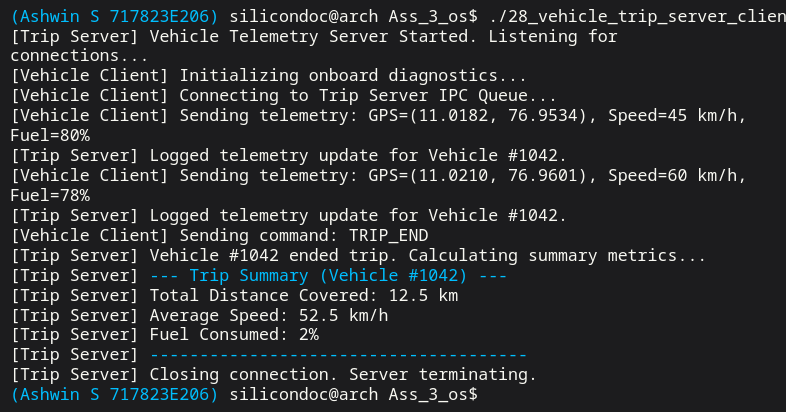 (Ashwin S 717823E206) silicondoc@arch Ass_3_os$ ./28_vehicle_trip_server_clien
[Trip Server] Vehicle Telemetry Server Started. Listening for
connections...
[Vehicle Client] Initializing onboard diagnostics...
[Vehicle Client] Connecting to Trip Server IPC Queue...
[Vehicle Client] Sending telemetry: GPS=(11.0182, 76.9534), Speed=45 km/h,
Fuel=80%
[Trip Server] Logged telemetry update for Vehicle #1042.
[Vehicle Client] Sending telemetry: GPS=(11.0210, 76.9601), Speed=60 km/h,
Fuel=78%
[Trip Server] Logged telemetry update for Vehicle #1042.
[Vehicle Client] Sending command: TRIP_END
[Trip Server] Vehicle #1042 ended trip. Calculating summary metrics...
[Trip Server] --- Trip Summary (Vehicle #1042) ---
[Trip Server] Total Distance Covered: 12.5 km
[Trip Server] Average Speed: 52.5 km/h
[Trip Server] Fuel Consumed: 2%
[Trip Server] --------------------------------------
[Trip Server] Closing connection. Server terminating.
(Ashwin S 717823E206) silicondoc@arch Ass_3_os$